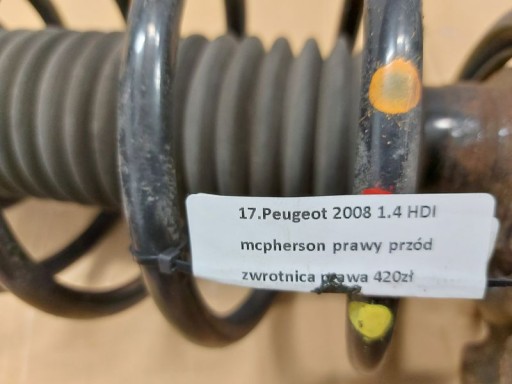 17.Peugeot 2008 1.4 HDI
mcpherson prawy przód
zwrotnica prawa 420zł